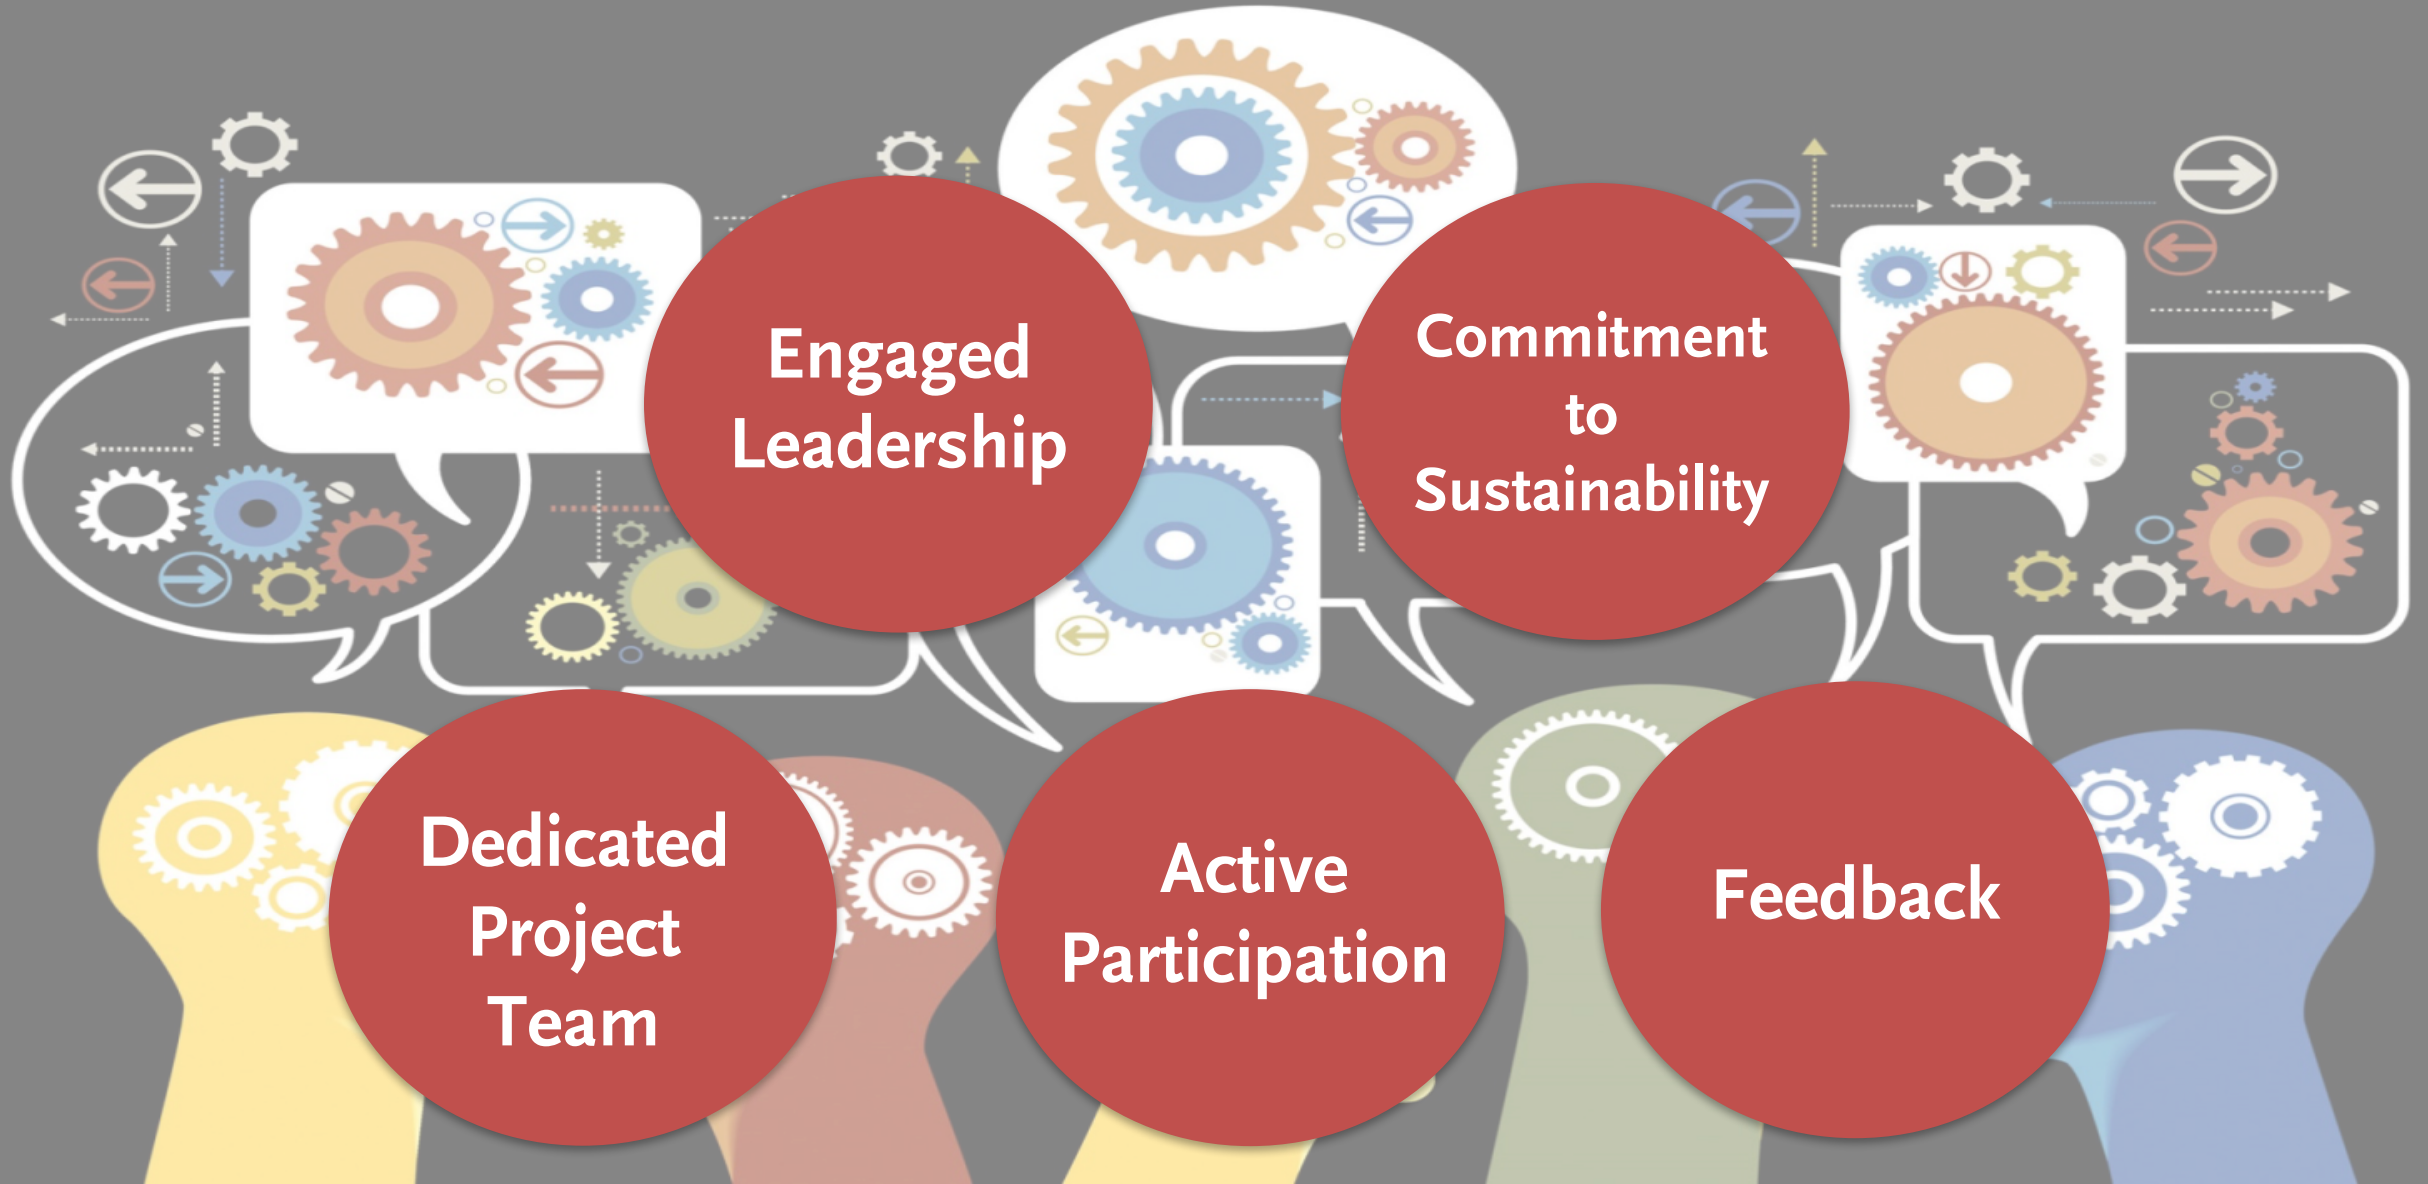 Engaged
Leadership
Commitment
to
Sustainability
Dedicated
Project
Team
Active
Participation
Feedback